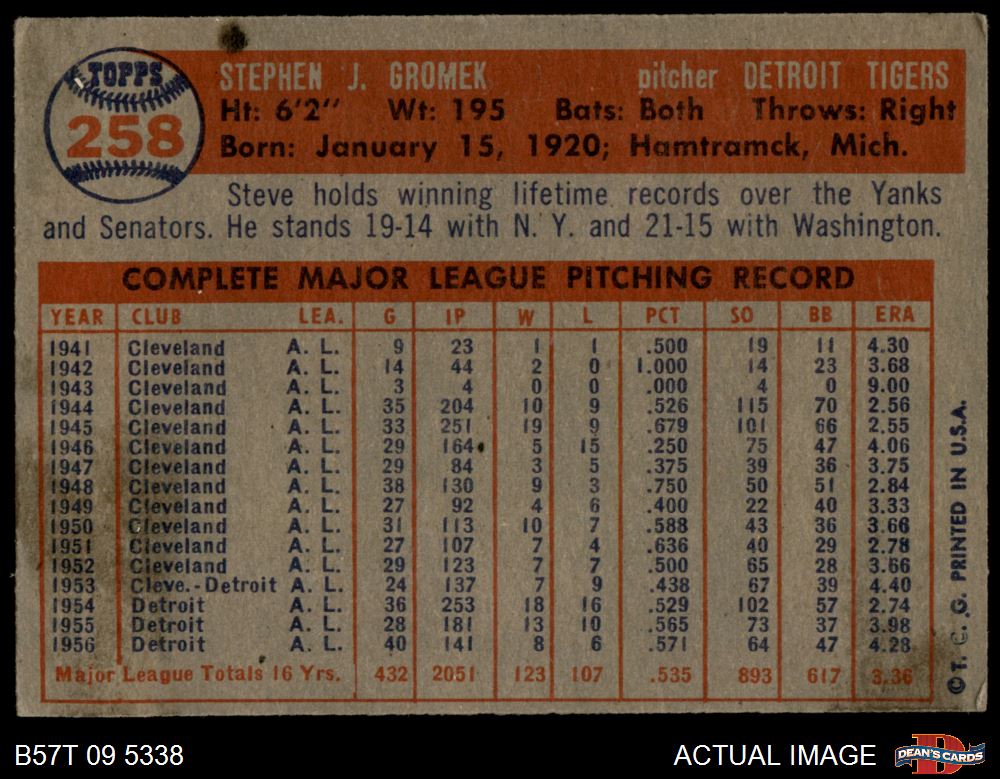 TOPPS
258
STEPHEN J. GROMEK pitcher DETROIT TIGERS
Ht: 6'2" Wt: 195 Bats: Both Throws: Right
Born: January 15, 1920; Hamtramck, Mich.
Steve holds winning lifetime records over the Yanks
and Senators. He stands 19-14 with N. Y. and 21-15 with Washington.
COMPLETE MAJOR LEAGUE PITCHING RECORD
YEAR CLUB LEA. G IP W L PCT SO BB ERA
1941 Cleveland A. L. 9 23 1 1 .500 19 11 4.30
1942 Cleveland A. L. 14 44 2 0 1.000 14 23 3.68
1943 Cleveland A. L. 3 4 0 0 .000 4 0 9.00
1944 Cleveland A. L. 35 204 10 9 .526 115 70 2.56
1945 Cleveland A. L. 33 251 19 9 .679 101 66 2.55
1946 Cleveland A. L. 29 164 5 15 .250 75 47 4.06
1947 Cleveland A. L. 29 84 3 5 .375 39 36 3.75
1948 Cleveland A. L. 38 130 9 3 .750 50 51 2.84
1949 Cleveland A. L. 27 92 4 6 .400 22 40 3.33
1950 Cleveland A. L. 31 113 10 7 .588 43 36 3.66
1951 Cleveland A. L. 27 107 7 4 .636 40 29 2.78
1952 Cleveland A. L. 29 123 7 7 .500 65 28 3.66
1953 Cleve.-Detroit A. L. 24 137 7 9 .438 67 39 4.40
1954 Detroit A. L. 36 253 18 16 .529 102 57 2.74
1955 Detroit A. L. 28 181 13 10 .565 73 37 3.98
1956 Detroit A. L. 40 141 8 6 .571 64 47 4.28
Major League Totals 16 Yrs. 432 2051 123 107 .535 893 617 3.36
©T. C. G. PRINTED IN U.S.A.
B57T 09 5338 ACTUAL IMAGE
DEAN'S CARDS